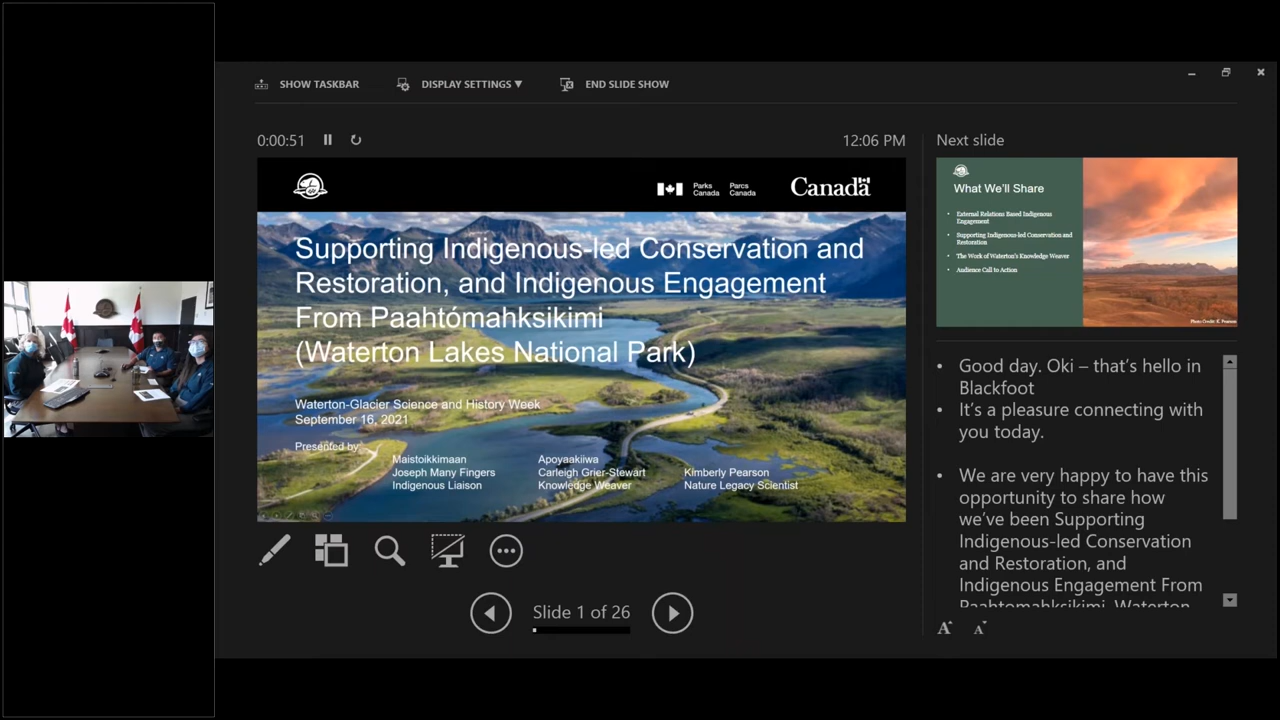 SHOW TASKBAR
DISPLAY SETTINGS ▼
END SLIDE SHOW
0:00:51
12:06 PM
Parks Canada
Parcs Canada
Canada
Supporting Indigenous-led Conservation and
Restoration, and Indigenous Engagement
From Paahtómahksikimi
(Waterton Lakes National Park)
Waterton-Glacier Science and History Week
September 16, 2021
Presented by:
Maistoikkimaan
Joseph Many Fingers
Indigenous Liaison
Apoyaakiiwa
Carleigh Grier-Stewart
Knowledge Weaver
Kimberly Pearson
Nature Legacy Scientist
Slide 1 of 26
Next slide
What We'll Share
• External Relations Based Indigenous
Engagement
• Supporting Indigenous-led Conservation and
Restoration
• The Work of Waterton's Knowledge Weaver
• Audience Call to Action
Photo Credit: K. Pearson
• Good day. Oki – that's hello in
Blackfoot
• It's a pleasure connecting with
you today.
• We are very happy to have this
opportunity to share how
we've been Supporting
Indigenous-led Conservation
and Restoration, and
Indigenous Engagement From
Paahtomahksikimi, Waterton
A A